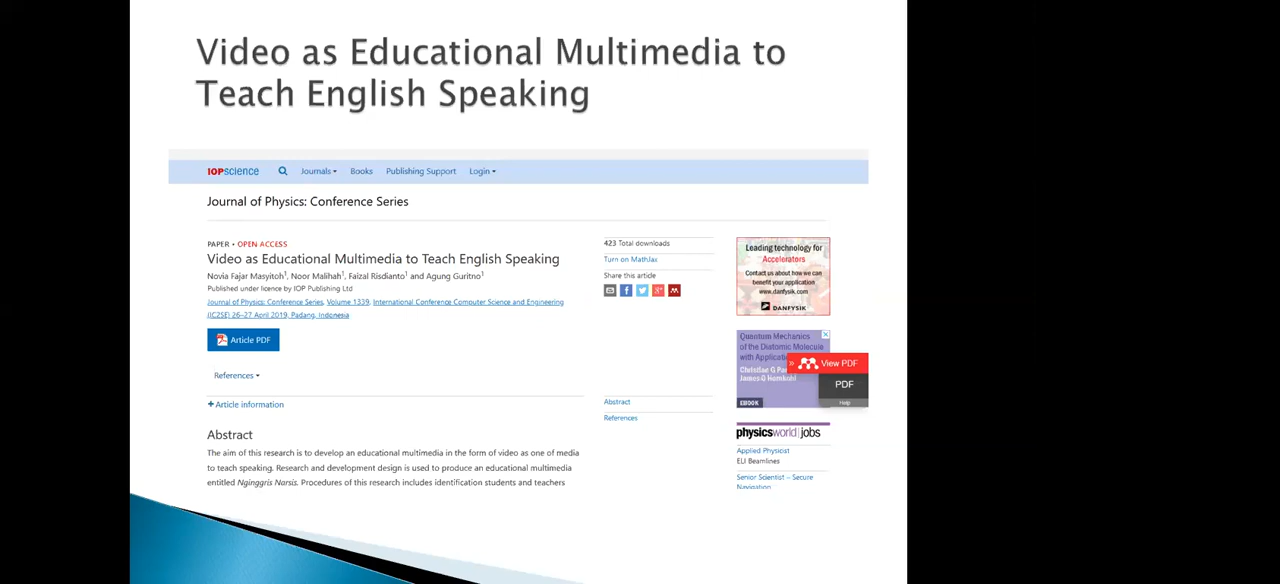 Video as Educational Multimedia to
Teach English Speaking
IOPscience Journals Books Publishing Support Login
Journal of Physics: Conference Series
PAPER • OPEN ACCESS
Video as Educational Multimedia to Teach English Speaking
Novia Fajar Masyitoh1, Noor Malihah1, Faizal Risdianto1 and Agung Guritno1
Published under licence by IOP Publishing Ltd
Journal of Physics: Conference Series, Volume 1339, International Conference Computer Science and Engineering
(IC2SE) 26–27 April 2019, Padang, Indonesia
Article PDF
References
+ Article information
Abstract
The aim of this research is to develop an educational multimedia in the form of video as one of media
to teach speaking. Research and development design is used to produce an educational multimedia
entitled Nginggris Narsis. Procedures of this research includes identification students and teachers
423 Total downloads
Turn on MathJax
Share this article
Abstract
References
Leading technology for
Accelerators
Contact us about how we can
benefit your application
www.danfysik.com
DANFYSIK
Quantum Mechanics
of the Diatomic Molecule
with
Christian G
James D
EBOOK
» View PDF
PDF
Help
physicsworld|jobs
Applied Physicist
ELI Beamlines
Senior Scientist – Secure
Navigation